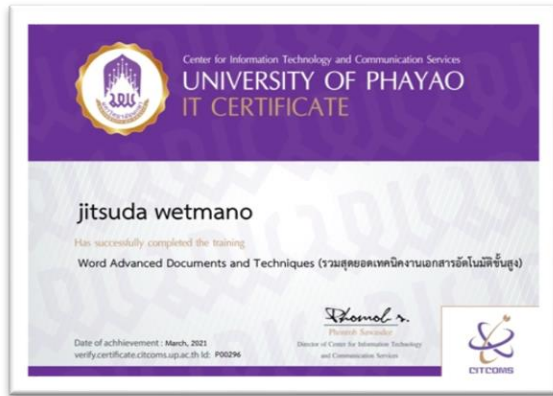 Center for Information Technology and Communication Services
UNIVERSITY OF PHAYAO
IT CERTIFICATE
jitsuda wetmano
Has successfully completed the training
Word Advanced Documents and Techniques (รวมสุดยอดเทคนิคงานเอกสารอัตโนมัติขั้นสูง)
Date of achhievement : March, 2021
verify.certificate.citcoms.up.ac.th Id: P00296
Director of Center for Information Technology
and Communication Services
CITCOMS